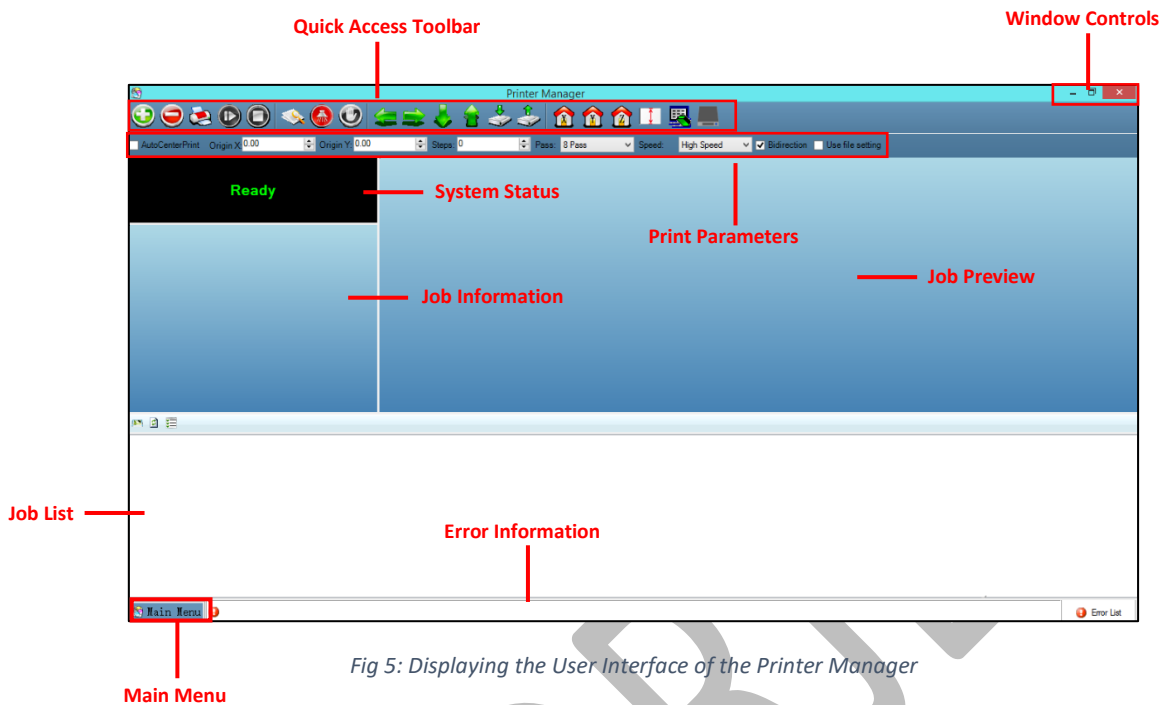 Window Controls
Quick Access Toolbar
Printer Manager
X Y Z
AutoCenterPrint Origin X: 0.00 Origin Y: 0.00 Steps: 0 Pass: 8 Pass Speed: High Speed Bidirection Use file setting
Ready
System Status
Print Parameters
Job Preview
Job Information
Job List
Error Information
Main Menu Error List
Fig 5: Displaying the User Interface of the Printer Manager
Main Menu